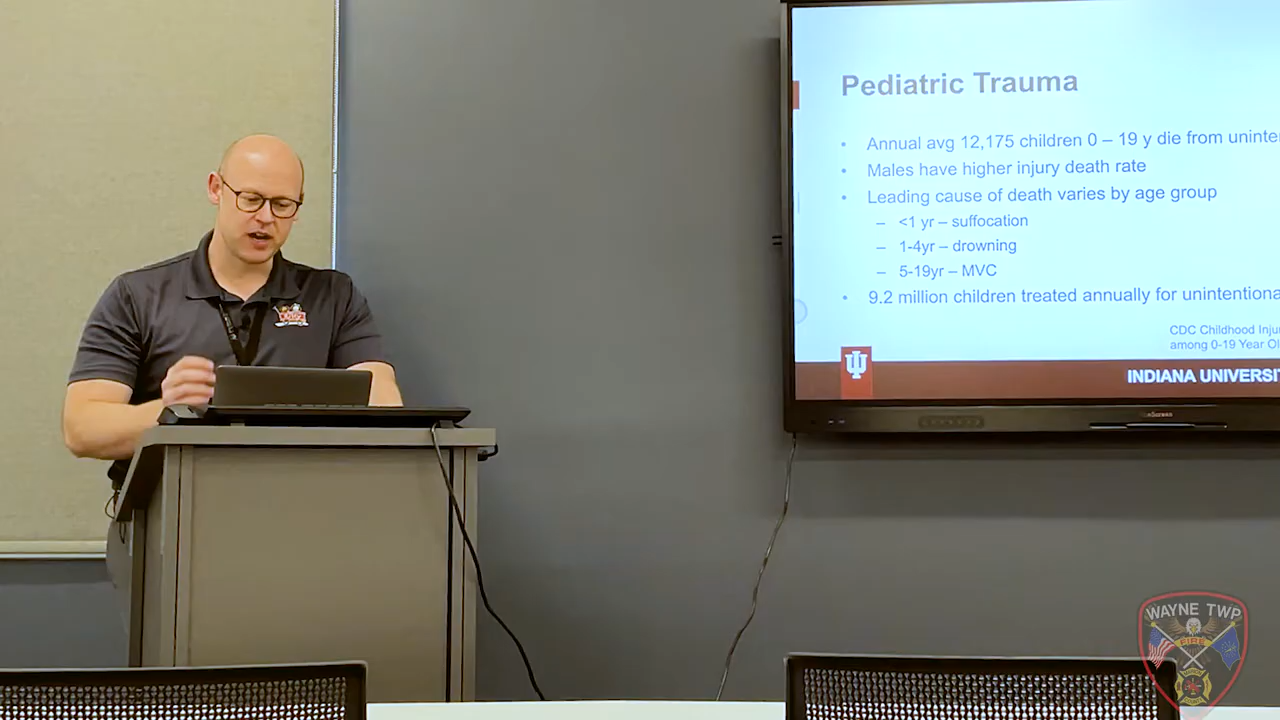 Pediatric Trauma
• Annual avg 12,175 children 0 – 19 y die from uninten
• Males have higher injury death rate
• Leading cause of death varies by age group
– <1 yr – suffocation
– 1-4yr – drowning
– 5-19yr – MVC
• 9.2 million children treated annually for unintentiona
CDC Childhood Injur
among 0-19 Year Ol
INDIANA UNIVERSIT
WAYNE TWP
FIRE